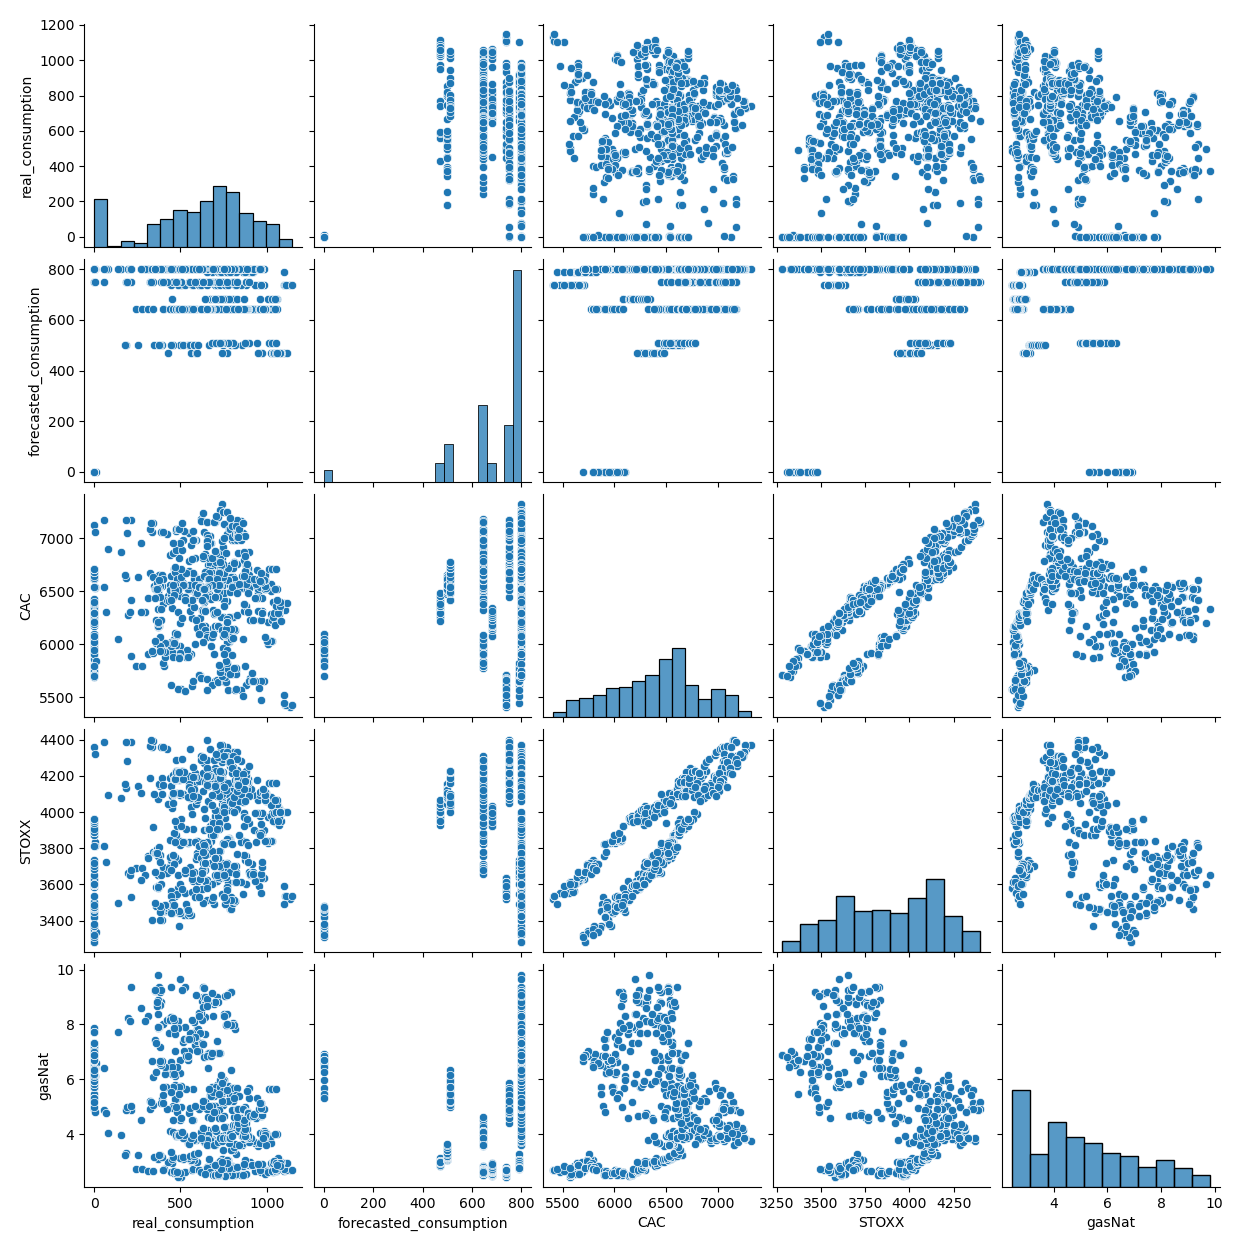 1200
1000
800
600
400
200
0
real_consumption
800
600
400
200
0
forecasted_consumption
7000
6500
6000
5500
CAC
4400
4200
4000
3800
3600
3400
STOXX
10
8
6
4
gasNat
0 500 1000
0 200 400 600 800
5500 6000 6500 7000
3250 3500 3750 4000 4250
4 6 8 10
real_consumption forecasted_consumption CAC STOXX gasNat